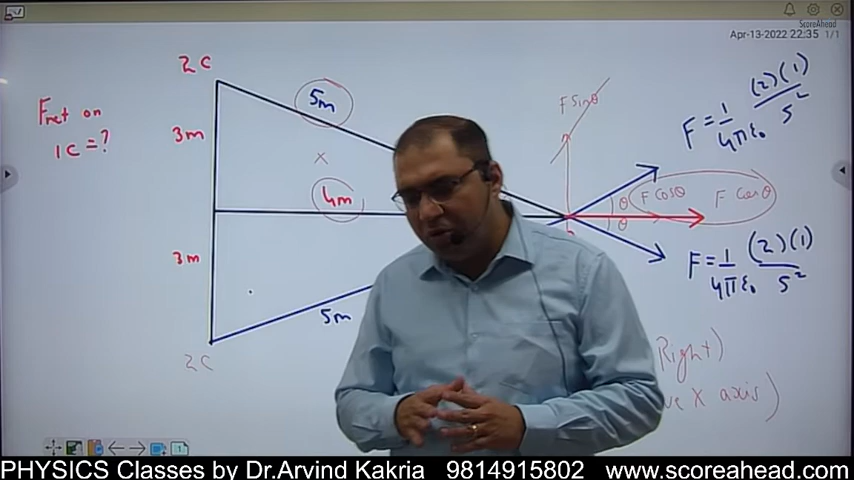 ScoreAhead
Apr-13-2022 22:35 1/1
2C
Fnet on
1C = ?
3m
5m
4m
3m
5m
2C
F Sinθ
F = 1/4πε₀ (2)(1)/5²
θ
θ
F Cosθ
F Cosθ
F = 1/4πε₀ (2)(1)/5²
Right)
ve X axis)
1
PHYSICS Classes by Dr.Arvind Kakria 9814915802 www.scoreahead.com